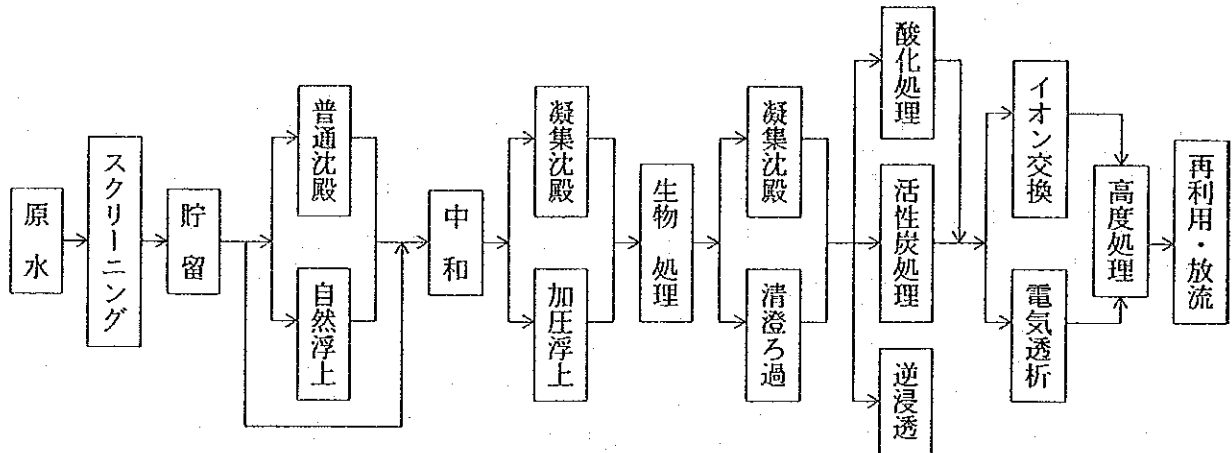 原水
スクリーニング
貯留
普通沈殿
自然浮上
中和
凝集沈殿
加圧浮上
生物処理
凝集沈殿
清澄ろ過
酸化処理
活性炭処理
逆浸透
イオン交換
電気透析
高度処理
再利用・放流